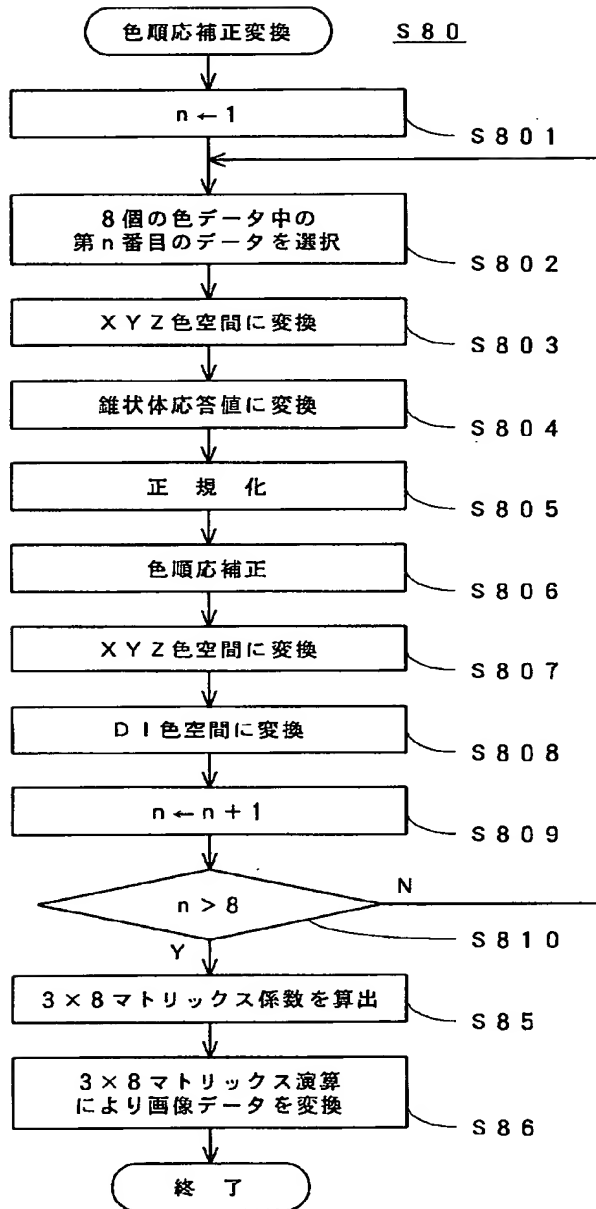 色順応補正変換
S80
n←1
S801
8個の色データ中の
第n番目のデータを選択
S802
XYZ色空間に変換
S803
錐状体応答値に変換
S804
正規化
S805
色順応補正
S806
XYZ色空間に変換
S807
DI色空間に変換
S808
n←n+1
S809
n>8
N
S810
Y
3×8マトリックス係数を算出
S85
3×8マトリックス演算
により画像データを変換
S86
終了